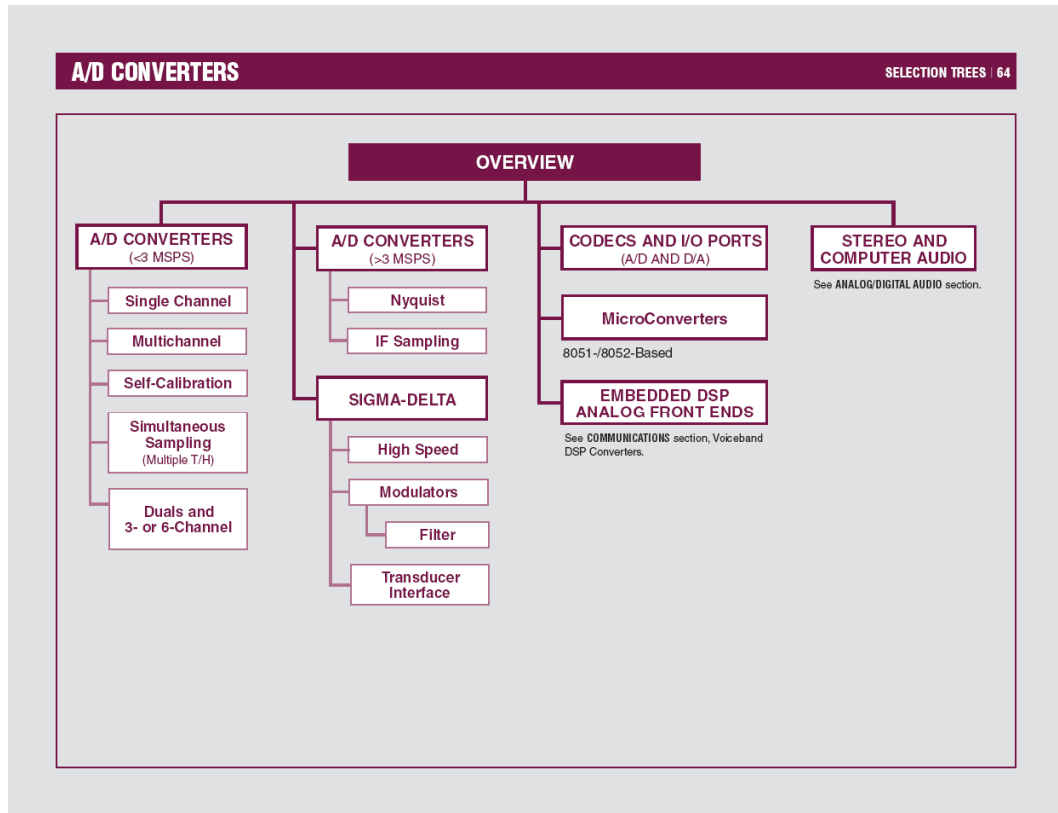 A/D CONVERTERS
SELECTION TREES | 64
OVERVIEW
A/D CONVERTERS
(<3 MSPS)
Single Channel
Multichannel
Self-Calibration
Simultaneous
Sampling
(Multiple T/H)
Duals and
3- or 6-Channel
A/D CONVERTERS
(>3 MSPS)
Nyquist
IF Sampling
SIGMA-DELTA
High Speed
Modulators
Filter
Transducer
Interface
CODECS AND I/O PORTS
(A/D AND D/A)
MicroConverters
8051-/8052-Based
EMBEDDED DSP
ANALOG FRONT ENDS
See COMMUNICATIONS section, Voiceband
DSP Converters.
STEREO AND
COMPUTER AUDIO
See ANALOG/DIGITAL AUDIO section.